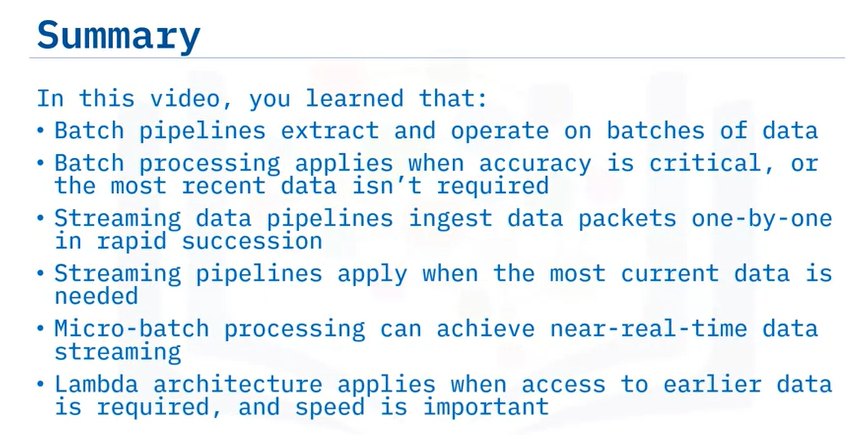 Summary
In this video, you learned that:
• Batch pipelines extract and operate on batches of data
• Batch processing applies when accuracy is critical, or
the most recent data isn’t required
• Streaming data pipelines ingest data packets one-by-one
in rapid succession
• Streaming pipelines apply when the most current data is
needed
• Micro-batch processing can achieve near-real-time data
streaming
• Lambda architecture applies when access to earlier data
is required, and speed is important